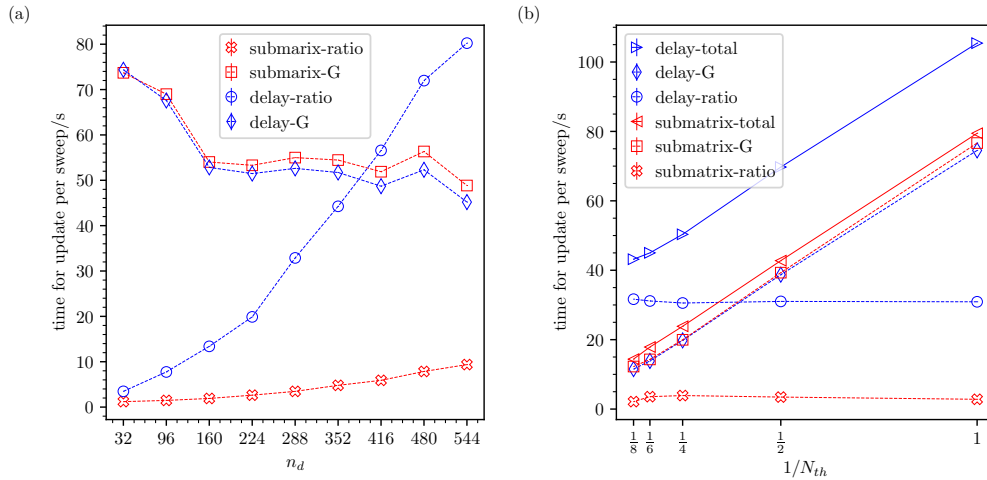 (a)
time for update per sweep/s
80
70
60
50
40
30
20
10
0
submarix-ratio
submarix-G
delay-ratio
delay-G
32 96 160 224 288 352 416 480 544
n_d
(b)
time for update per sweep/s
100
80
60
40
20
0
delay-total
delay-G
delay-ratio
submatrix-total
submatrix-G
submatrix-ratio
1/8 1/6 1/4 1/2 1
1/N_{th}